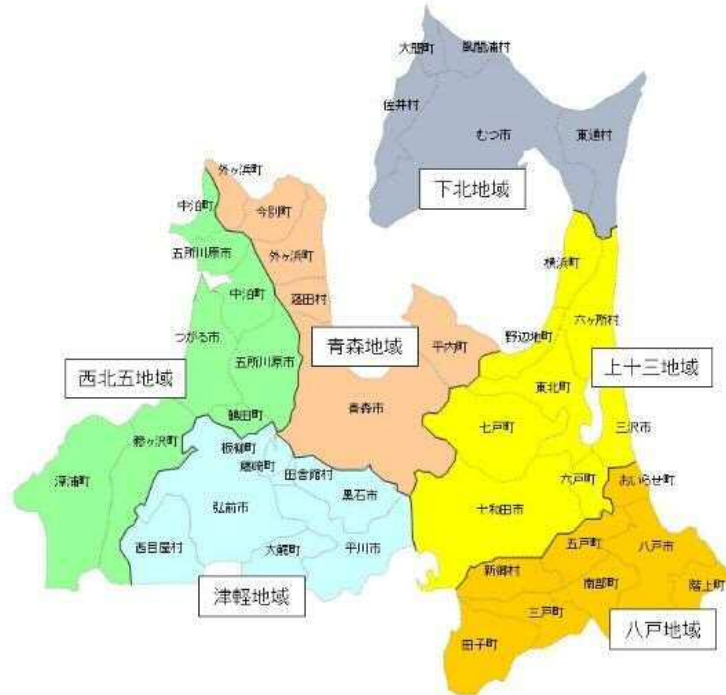 大間町
風間浦村
佐井村
むつ市
東通村
下北地域
外ヶ浜町
中泊町
今別町
五所川原市
外ヶ浜町
中泊町
蓬田村
横浜町
六ヶ所村
つがる市
五所川原市
青森地域
平内町
野辺地町
西北五地域
東北町
上十三地域
青森市
鶴田町
七戸町
三沢市
鰺ヶ沢町
板柳町
藤崎町
田舎館村
深浦町
黒石市
六戸町
おいらせ町
弘前市
十和田市
西目屋村
大鰐町
平川市
五戸町
八戸市
新郷村
南部町
階上町
津軽地域
三戸町
八戸地域
田子町